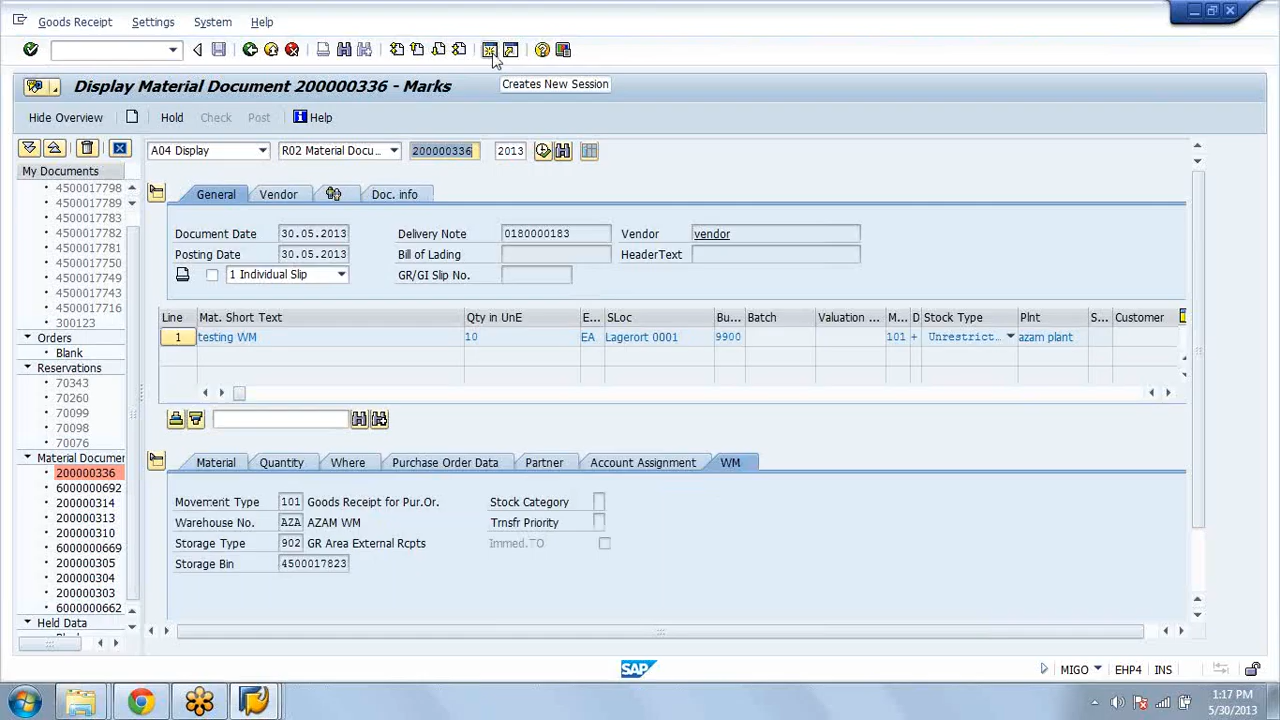 Goods Receipt Settings System Help
Creates New Session
Display Material Document 200000336 - Marks
Hide Overview Hold Check Post Help
My Documents
4500017798
4500017789
4500017783
4500017782
4500017781
4500017750
4500017749
4500017743
4500017716
300123
Orders
Blank
Reservations
70343
70260
70099
70098
70076
Material Documen
200000336
6000000692
200000314
200000313
200000310
6000000669
200000305
200000304
200000303
6000000662
Held Data
A04 Display R02 Material Docu... 200000336 2013
General Vendor Doc. info
Document Date 30.05.2013 Delivery Note 0180000183 Vendor vendor
Posting Date 30.05.2013 Bill of Lading HeaderText
1 Individual Slip GR/GI Slip No.
Line Mat. Short Text Qty in UnE E... SLoc Bu... Batch Valuation ... M... D Stock Type Plnt S... Customer
1 testing WM 10 EA Lagerort 0001 9900 101 + Unrestrict... azam plant
Material Quantity Where Purchase Order Data Partner Account Assignment WM
Movement Type 101 Goods Receipt for Pur.Or. Stock Category
Warehouse No. AZA AZAM WM Trnsfr Priority
Storage Type 902 GR Area External Rcpts Immed.TO
Storage Bin 4500017823
SAP
MIGO EHP4 INS
1:17 PM
5/30/2013